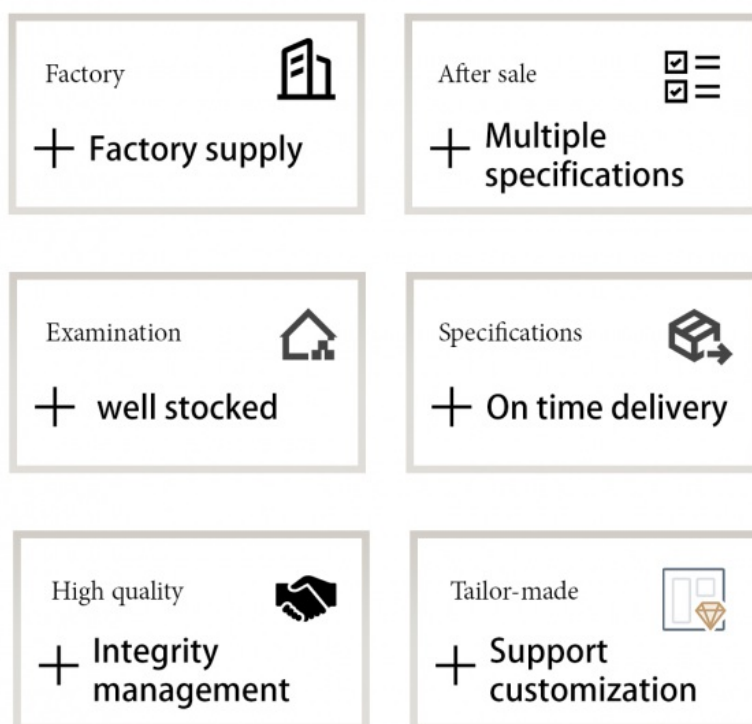 Factory
Factory supply
After sale
Multiple
specifications
Examination
well stocked
Specifications
On time delivery
High quality
Integrity
management
Tailor-made
Support
customization